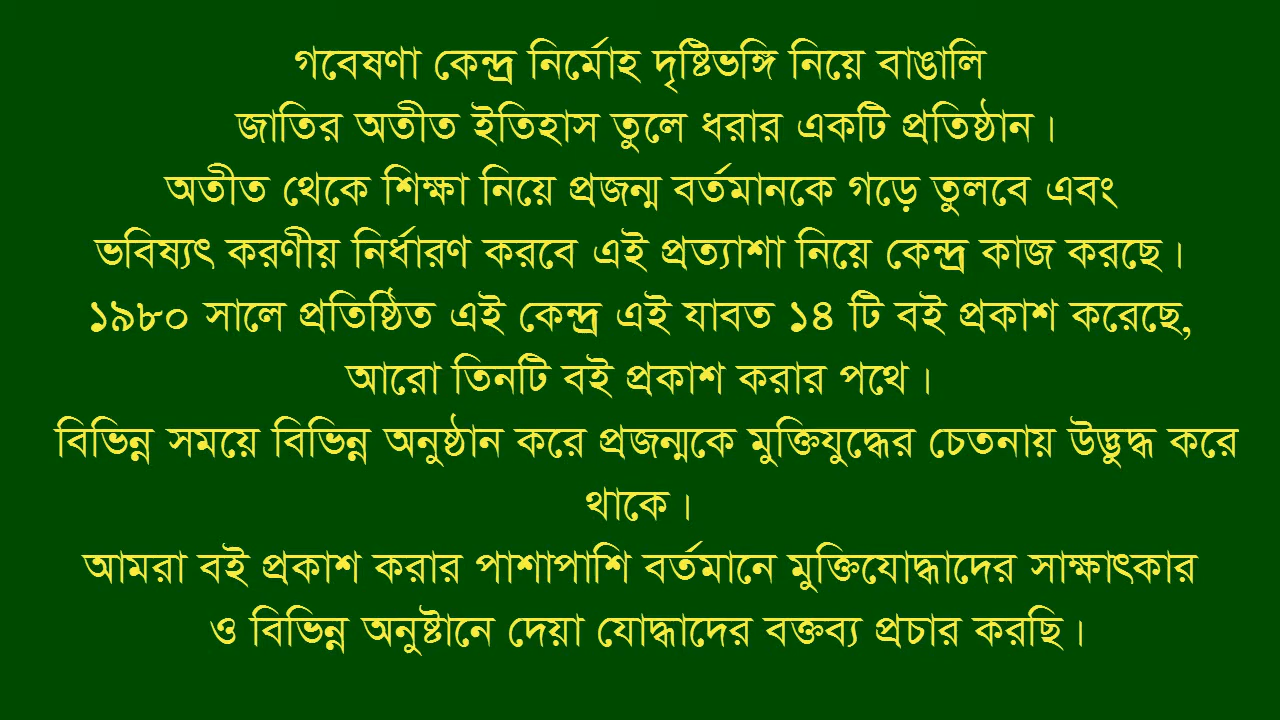 গবেষণা কেন্দ্র নির্মোহ দৃষ্টিভঙ্গি নিয়ে বাঙালি
জাতির অতীত ইতিহাস তুলে ধরার একটি প্রতিষ্ঠান।
অতীত থেকে শিক্ষা নিয়ে প্রজন্ম বর্তমানকে গড়ে তুলবে এবং
ভবিষ্যৎ করণীয় নির্ধারণ করবে এই প্রত্যাশা নিয়ে কেন্দ্র কাজ করছে।
১৯৮০ সালে প্রতিষ্ঠিত এই কেন্দ্র এই যাবত ১৪ টি বই প্রকাশ করেছে,
আরো তিনটি বই প্রকাশ করার পথে।
বিভিন্ন সময়ে বিভিন্ন অনুষ্ঠান করে প্রজন্মকে মুক্তিযুদ্ধের চেতনায় উদ্ভুদ্ধ করে
থাকে।
আমরা বই প্রকাশ করার পাশাপাশি বর্তমানে মুক্তিযোদ্ধাদের সাক্ষাৎকার
ও বিভিন্ন অনুষ্টানে দেয়া যোদ্ধাদের বক্তব্য প্রচার করছি।